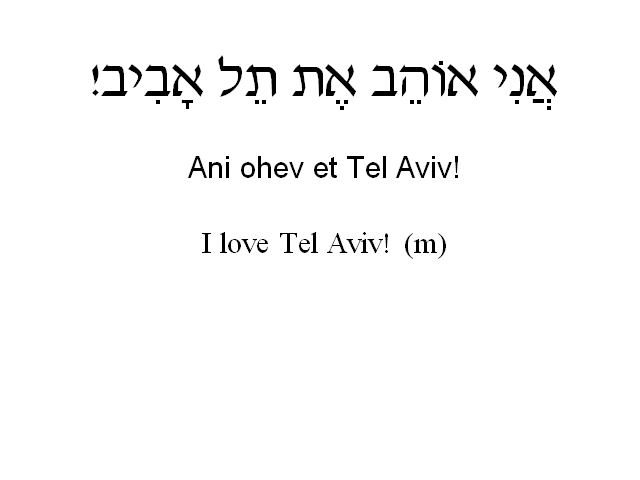 אֲנִי אוֹהֵב אֶת תֵל אָבִיב!
Ani ohev et Tel Aviv!
I love Tel Aviv! (m)